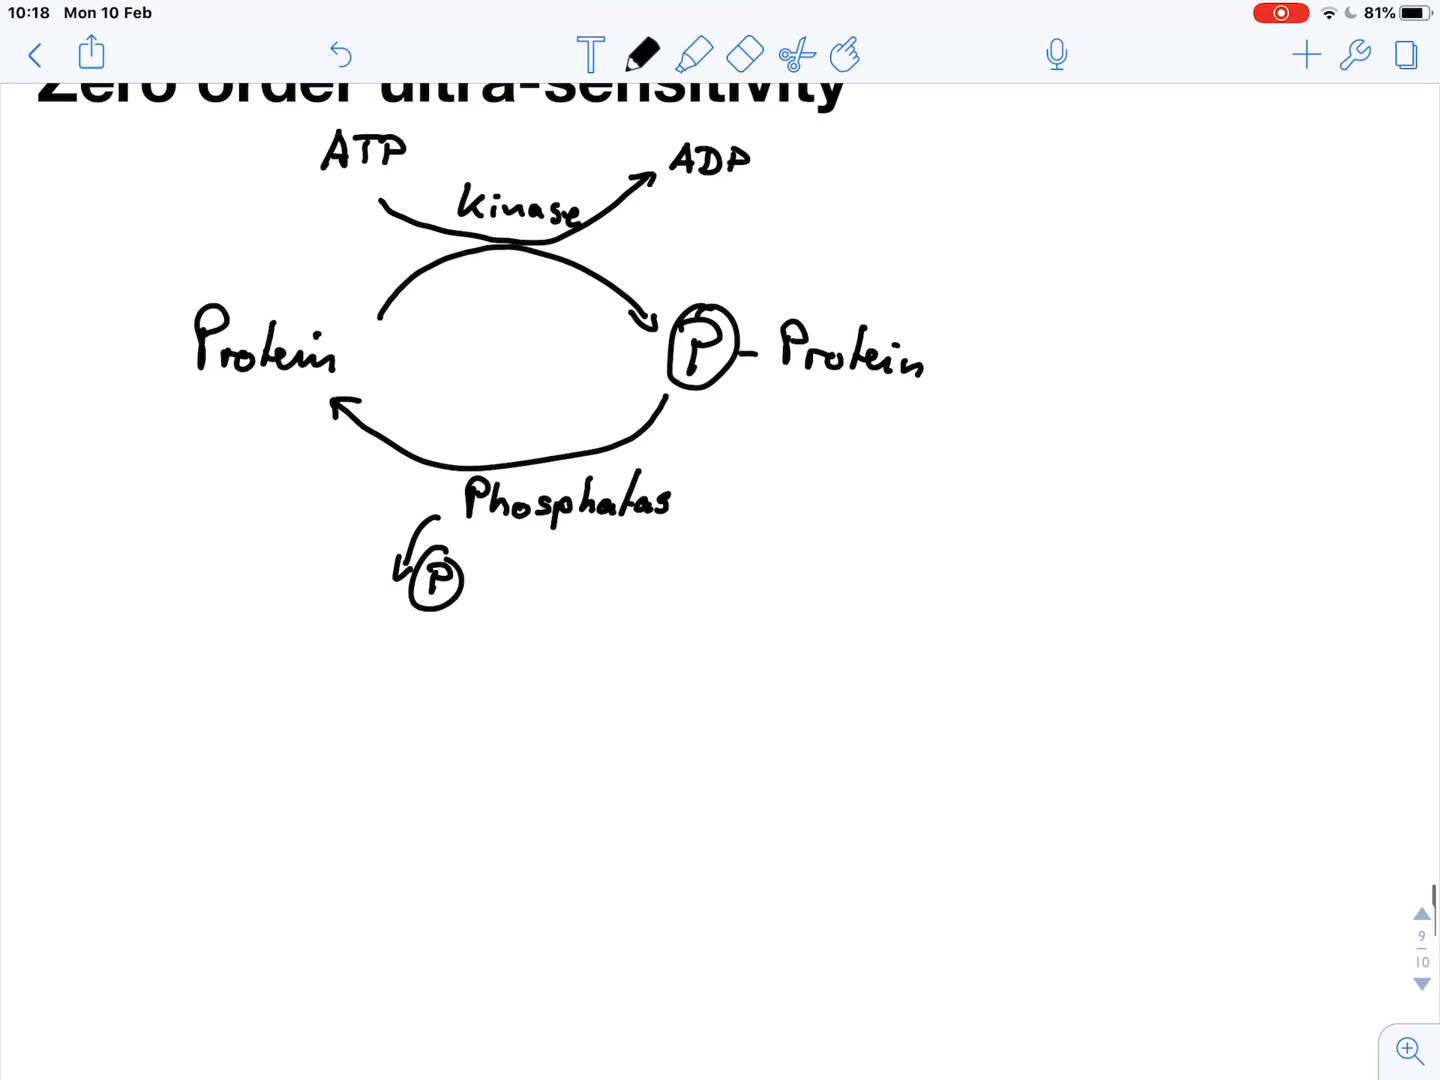 10:18 Mon 10 Feb 81%
T
Zero order ultra-sensitivity
ATP
ADP
Kinase
Protein
P - Protein
Phosphatas
P
9
10